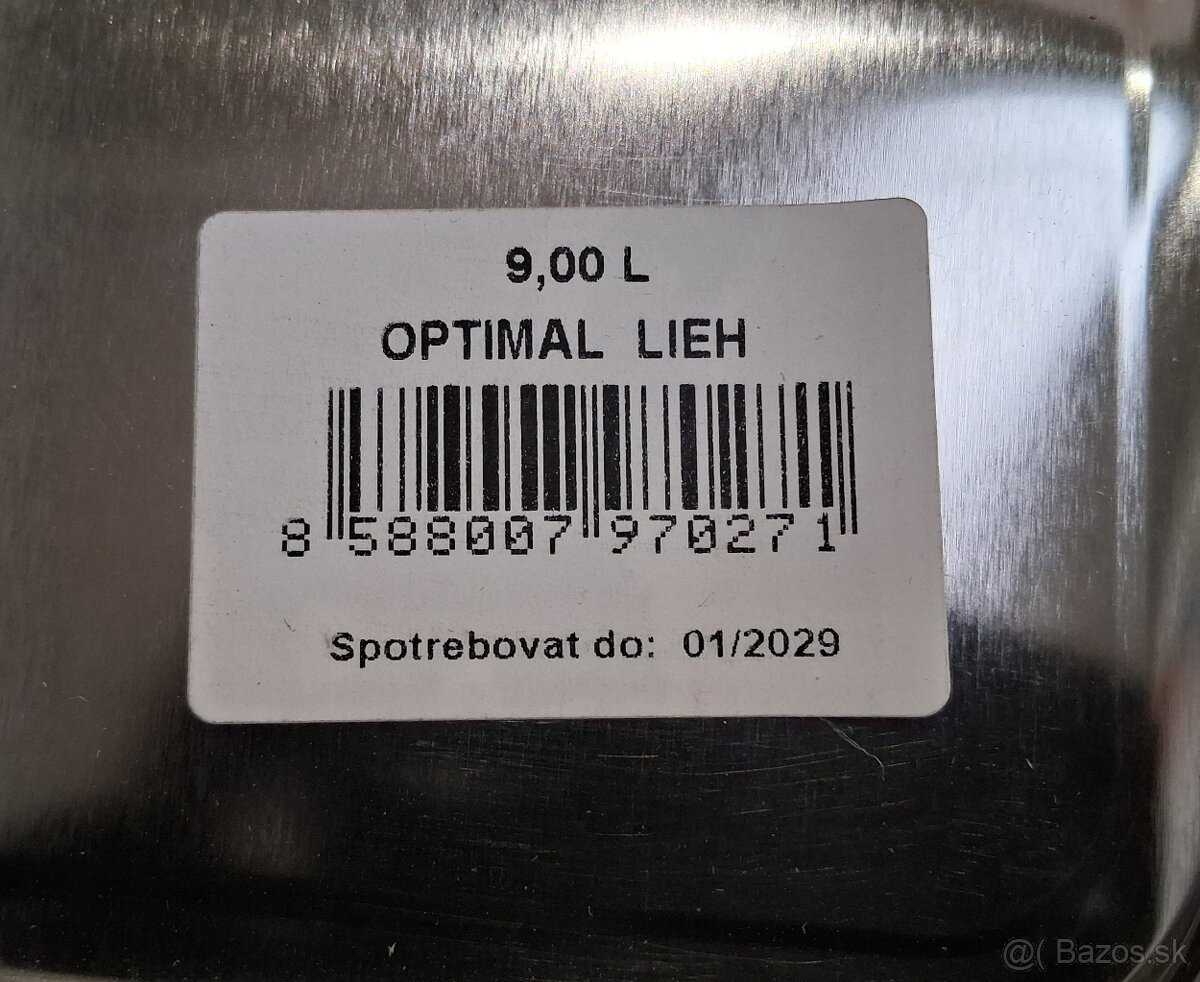 9,00 L
OPTIMAL LIEH
8 588007 970271
Spotrebovat do: 01/2029
@( Bazos.sk